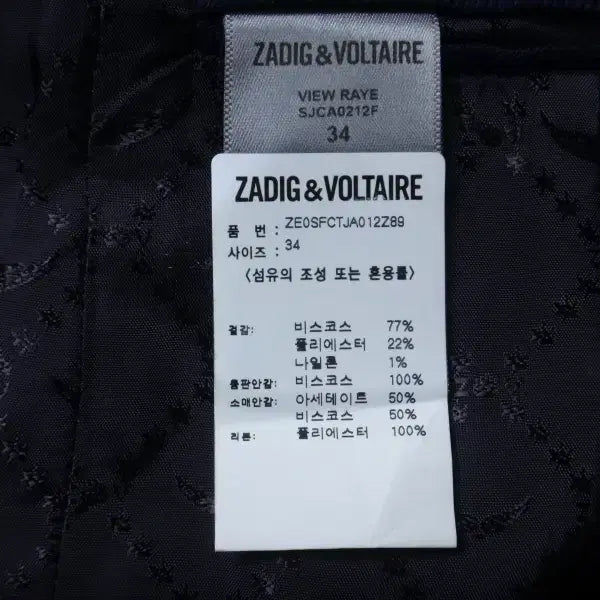 ZADIG & VOLTAIRE
VIEW RAYE
SJCA0212F
34
ZADIG & VOLTAIRE
품 번 : ZE0SFCTJA012Z89
사이즈 : 34
<섬유의 조성 또는 혼용률>
겉감: 비스코스 77%
폴리에스터 22%
나일론 1%
몸판안감: 비스코스 100%
소매안감: 아세테이트 50%
비스코스 50%
리본: 폴리에스터 100%